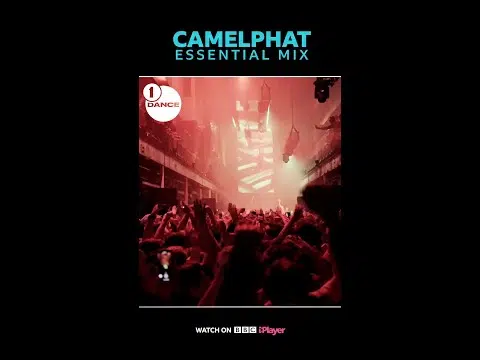 CAMELPHAT
ESSENTIAL MIX
1
DANCE
WATCH ON BBC iPlayer